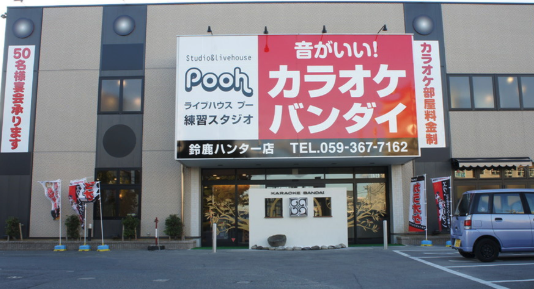 50名様宴会承ります
Studio&livehouse
Pooh
ライブハウス プー
練習スタジオ
音がいい!
カラオケ
バンダイ
鈴鹿ハンター店 TEL.059-367-7162
カラオケ部屋料金制
KARAOKE BANDAI